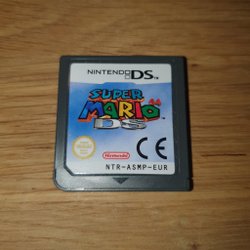 NINTENDO DS
SUPER
MARIO 64
DS
Nintendo
CE
NTR-ASMP-EUR